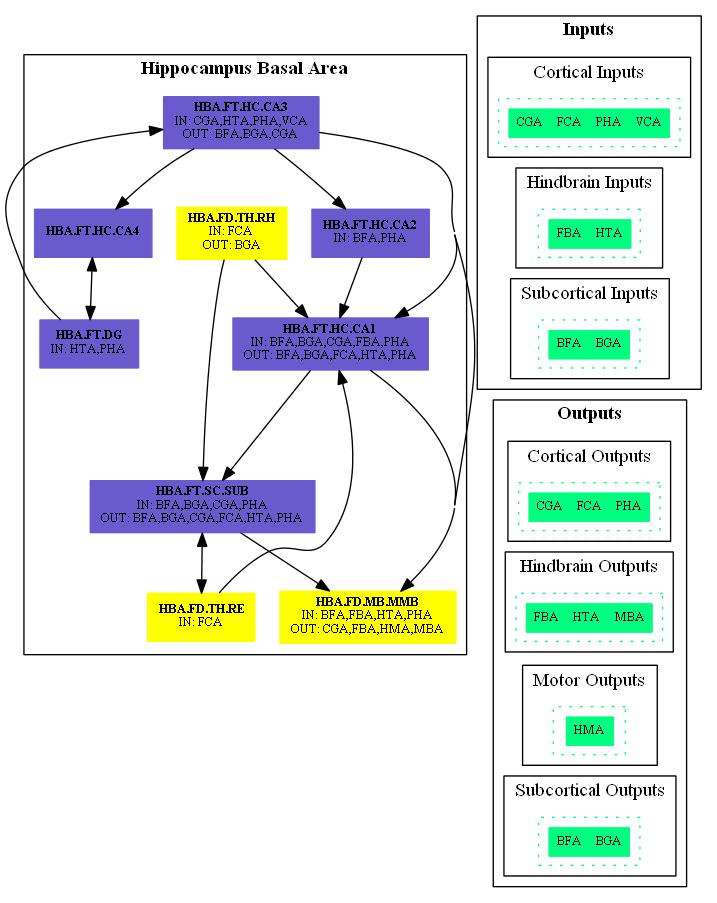 Hippocampus Basal Area
HBA.FT.HC.CA3
IN: CGA,HTA,PHA,VCA
OUT: BFA,BGA,CGA
HBA.FT.HC.CA4
HBA.FD.TH.RH
IN: FCA
OUT: BGA
HBA.FT.HC.CA2
IN: BFA,PHA
HBA.FT.DG
IN: HTA,PHA
HBA.FT.HC.CA1
IN: BFA,BGA,CGA,FBA,PHA
OUT: BFA,BGA,FCA,HTA,PHA
HBA.FT.SC.SUB
IN: BFA,BGA,CGA,PHA
OUT: BFA,BGA,CGA,FCA,HTA,PHA
HBA.FD.TH.RE
IN: FCA
HBA.FD.MB.MMB
IN: BFA,FBA,HTA,PHA
OUT: CGA,FBA,HMA,MBA
Inputs
Cortical Inputs
CGA FCA PHA VCA
Hindbrain Inputs
FBA HTA
Subcortical Inputs
BFA BGA
Outputs
Cortical Outputs
CGA FCA PHA
Hindbrain Outputs
FBA HTA MBA
Motor Outputs
HMA
Subcortical Outputs
BFA BGA